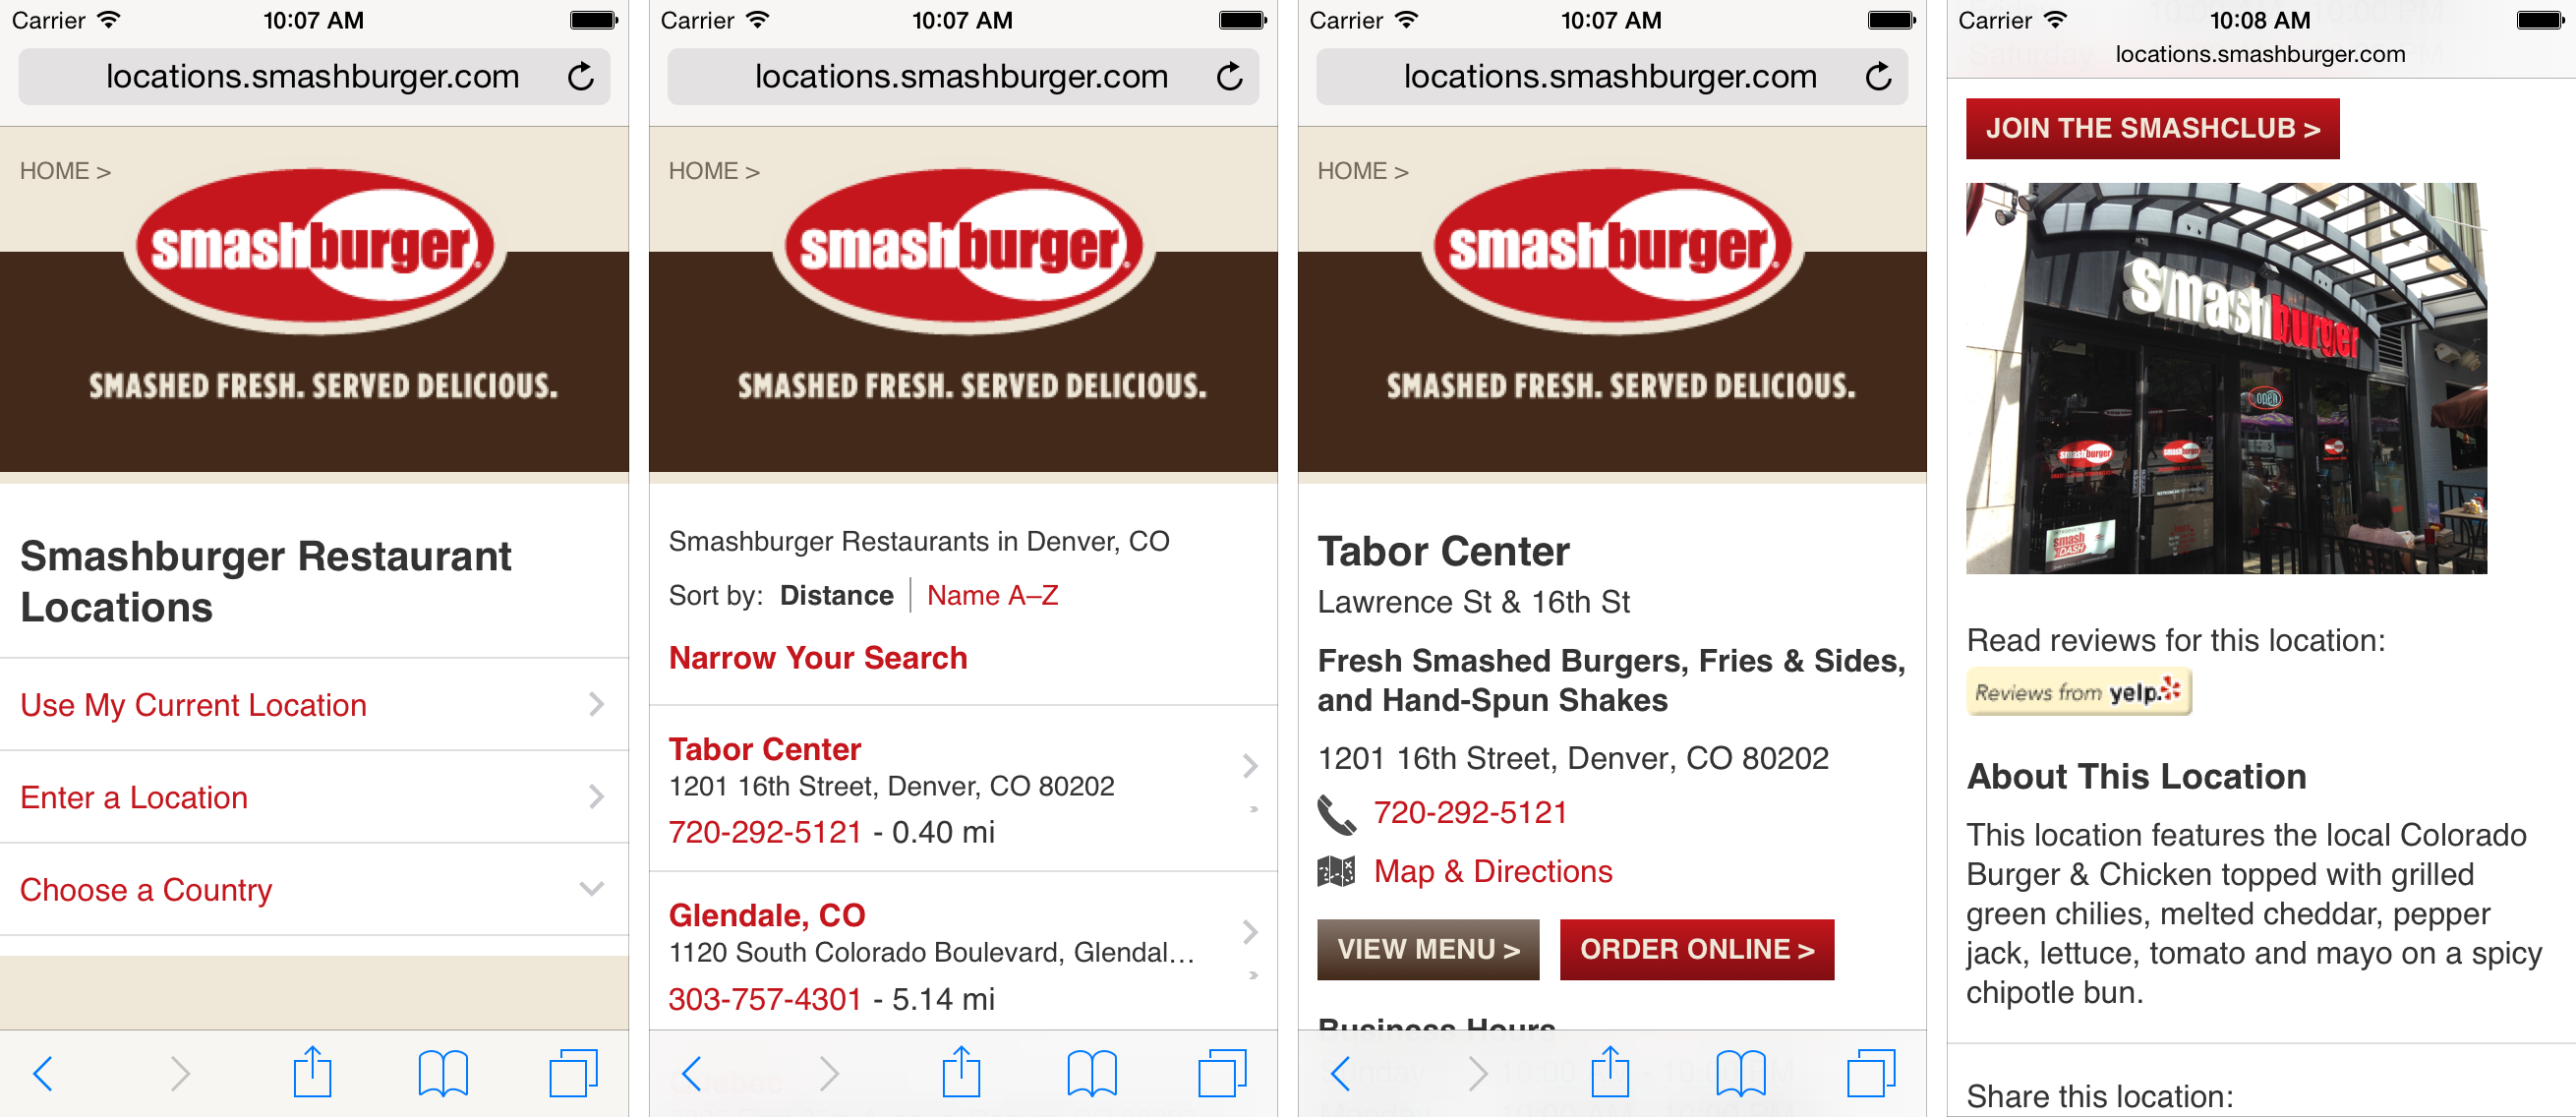 Carrier 10:07 AM
locations.smashburger.com
HOME >
smashburger.
SMASHED FRESH. SERVED DELICIOUS.
Smashburger Restaurant
Locations
Use My Current Location
Enter a Location
Choose a Country
Carrier 10:07 AM
locations.smashburger.com
HOME >
smashburger.
SMASHED FRESH. SERVED DELICIOUS.
Smashburger Restaurants in Denver, CO
Sort by: Distance | Name A–Z
Narrow Your Search
Tabor Center
1201 16th Street, Denver, CO 80202
720-292-5121 - 0.40 mi
Glendale, CO
1120 South Colorado Boulevard, Glendal...
303-757-4301 - 5.14 mi
Carrier 10:07 AM
locations.smashburger.com
HOME >
smashburger.
SMASHED FRESH. SERVED DELICIOUS.
Tabor Center
Lawrence St & 16th St
Fresh Smashed Burgers, Fries & Sides,
and Hand-Spun Shakes
1201 16th Street, Denver, CO 80202
720-292-5121
Map & Directions
VIEW MENU > ORDER ONLINE >
Business Hours
Carrier 10:08 AM
locations.smashburger.com
JOIN THE SMASHCLUB >
smashburger
OPEN
smashburger smashburger
smash
DASH
Read reviews for this location:
Reviews from yelp
About This Location
This location features the local Colorado
Burger & Chicken topped with grilled
green chilies, melted cheddar, pepper
jack, lettuce, tomato and mayo on a spicy
chipotle bun.
Share this location: